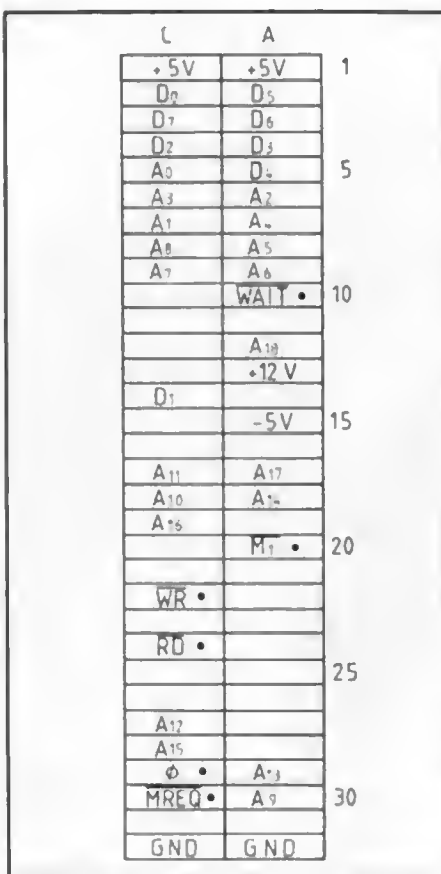 C A
+5V +5V 1
D0 D5
D7 D6
D2 D3
A0 D4 5
A3 A2
A1 A4
A8 A5
A7 A6
WAIT • 10
A18
+12V
D1
-5V 15
A11 A17
A10 A14
A16
M1 • 20
WR •
RD •
25
A12
A15
φ • A13
MREQ • A9 30
GND GND